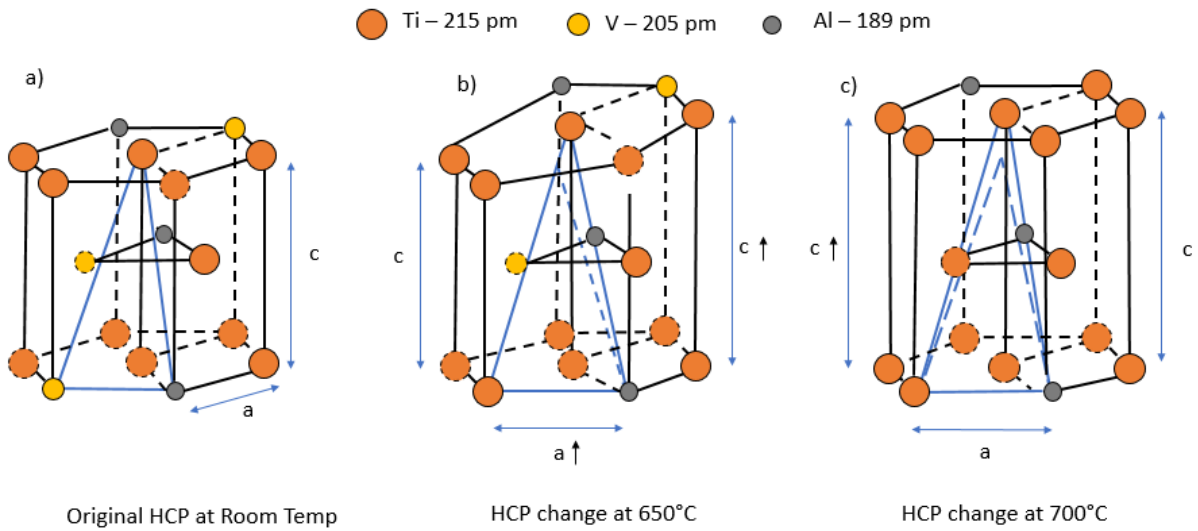 Ti – 215 pm V – 205 pm Al – 189 pm
a)
b)
c)
c
a
c
c ↑
a ↑
c ↑
c
a
Original HCP at Room Temp
HCP change at 650°C
HCP change at 700°C